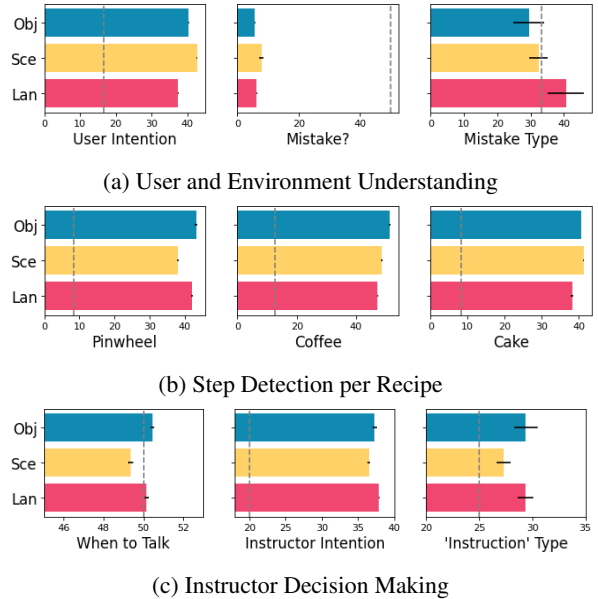 Obj
Sce
Lan
0 10 20 30 40
0 20 40
0 10 20 30 40
User Intention Mistake? Mistake Type
(a) User and Environment Understanding
Obj
Sce
Lan
0 10 20 30 40
0 20 40
0 10 20 30 40
Pinwheel Coffee Cake
(b) Step Detection per Recipe
Obj
Sce
Lan
46 48 50 52
20 25 30 35 40
20 25 30 35
When to Talk Instructor Intention 'Instruction' Type
(c) Instructor Decision Making